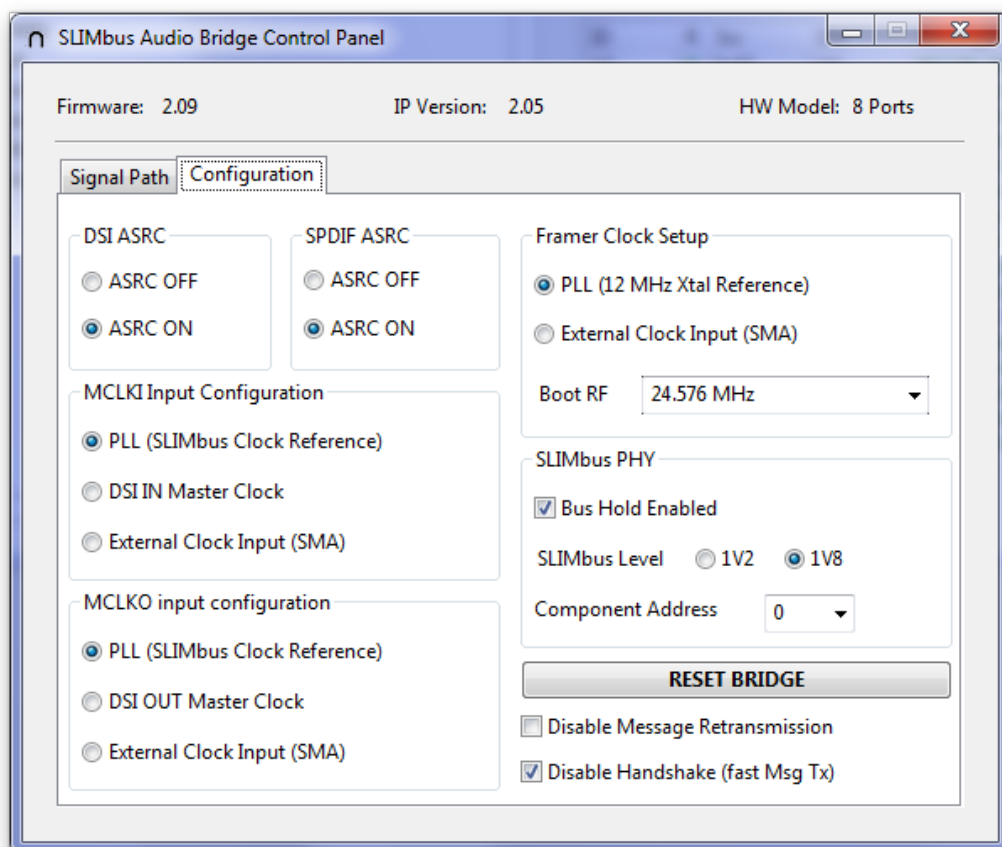 SLIMbus Audio Bridge Control Panel
Firmware: 2.09 IP Version: 2.05 HW Model: 8 Ports
Signal Path Configuration
DSI ASRC
ASRC OFF
ASRC ON
SPDIF ASRC
ASRC OFF
ASRC ON
MCLKI Input Configuration
PLL (SLIMbus Clock Reference)
DSI IN Master Clock
External Clock Input (SMA)
MCLKO input configuration
PLL (SLIMbus Clock Reference)
DSI OUT Master Clock
External Clock Input (SMA)
Framer Clock Setup
PLL (12 MHz Xtal Reference)
External Clock Input (SMA)
Boot RF 24.576 MHz
SLIMbus PHY
Bus Hold Enabled
SLIMbus Level 1V2 1V8
Component Address 0
RESET BRIDGE
Disable Message Retransmission
Disable Handshake (fast Msg Tx)